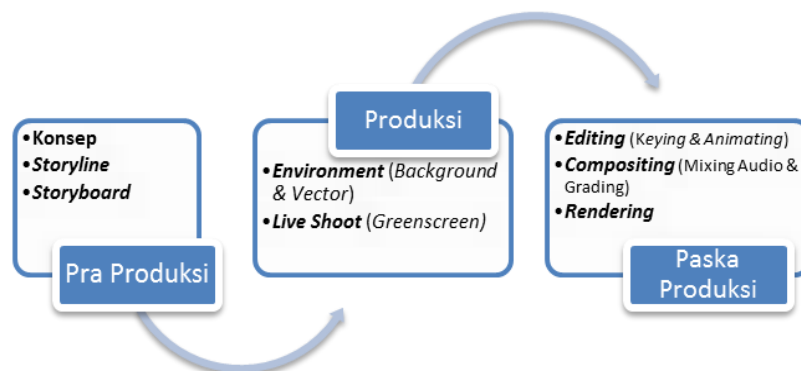 •Konsep
•Storyline
•Storyboard
Pra Produksi
Produksi
•Environment (Background
& Vector)
•Live Shoot (Greenscreen)
•Editing (Keying & Animating)
•Compositing (Mixing Audio &
Grading)
•Rendering
Paska
Produksi